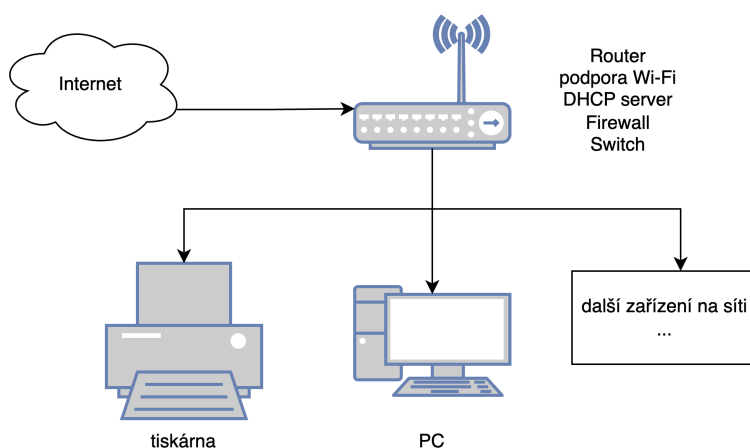 Internet
Router
podpora Wi-Fi
DHCP server
Firewall
Switch
další zařízení na síti
...
tiskárna
PC